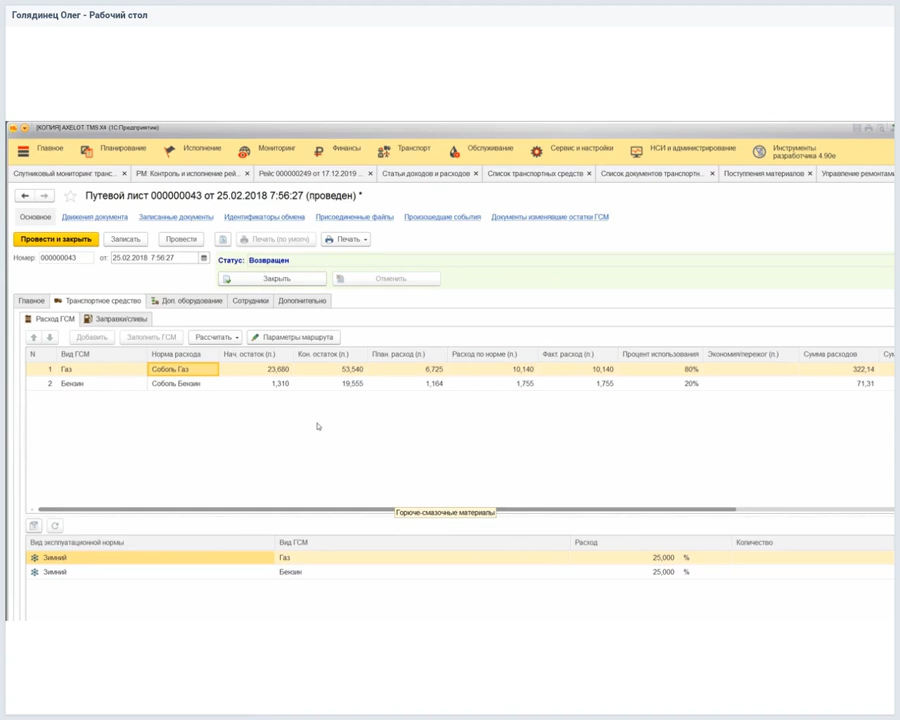 Голядинец Олег - Рабочий стол
[КОПИЯ] AXELOT TMS X4 (1С:Предприятие)
Главное Планирование Исполнение Мониторинг Финансы Транспорт Обслуживание Сервис и настройки НСИ и администрирование Инструменты разработчика 4.90e
Спутниковый мониторинг транс... × РМ: Контроль и исполнение рей... × Рейс 000000249 от 17.12.2019 ... × Статьи доходов и расходов × Список транспортных средств × Список документов транспортн... × Поступления материалов × Управление ремонтами
Путевой лист 000000043 от 25.02.2018 7:56:27 (проведен) *
Основное Движения документа Записанные документы Идентификаторы обмена Присоединенные файлы Произошедшие события Документы изменявшие остатки ГСМ
Провести и закрыть Записать Провести Печать (по умолч) Печать
Номер: 000000043 от: 25.02.2018 7:56:27 Статус: Возвращен
Закрыть Отменить
Главное Транспортное средство Доп. оборудование Сотрудники Дополнительно
Расход ГСМ Заправки/сливы
Добавить Заполнить ГСМ Рассчитать Параметры маршрута
N Вид ГСМ Норма расхода Нач. остаток (л.) Кон. остаток (л.) План. расход (л.) Расход по норме (л.) Факт. расход (л.) Процент использования Экономия/пережог (л.) Сумма расходов
1 Газ Соболь Газ 23,680 53,540 6,725 10,140 10,140 80% 322,14
2 Бензин Соболь Бензин 1,310 19,555 1,164 1,755 1,755 20% 71,31
Горюче-смазочные материалы
Вид эксплуатационной нормы Вид ГСМ Расход Количество
Зимний Газ 25,000 %
Зимний Бензин 25,000 %